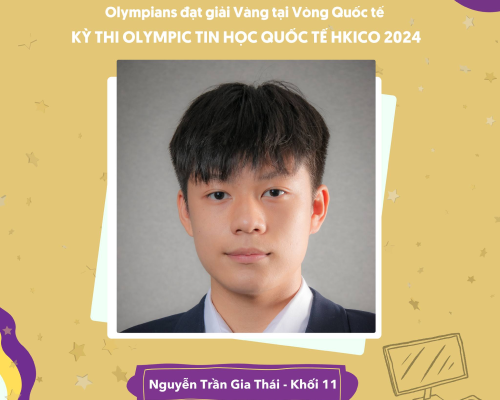 Olympians đạt giải Vàng tại Vòng Quốc tế
KỲ THI OLYMPIC TIN HỌC QUỐC TẾ HKICO 2024
Nguyễn Trần Gia Thái - Khối 11